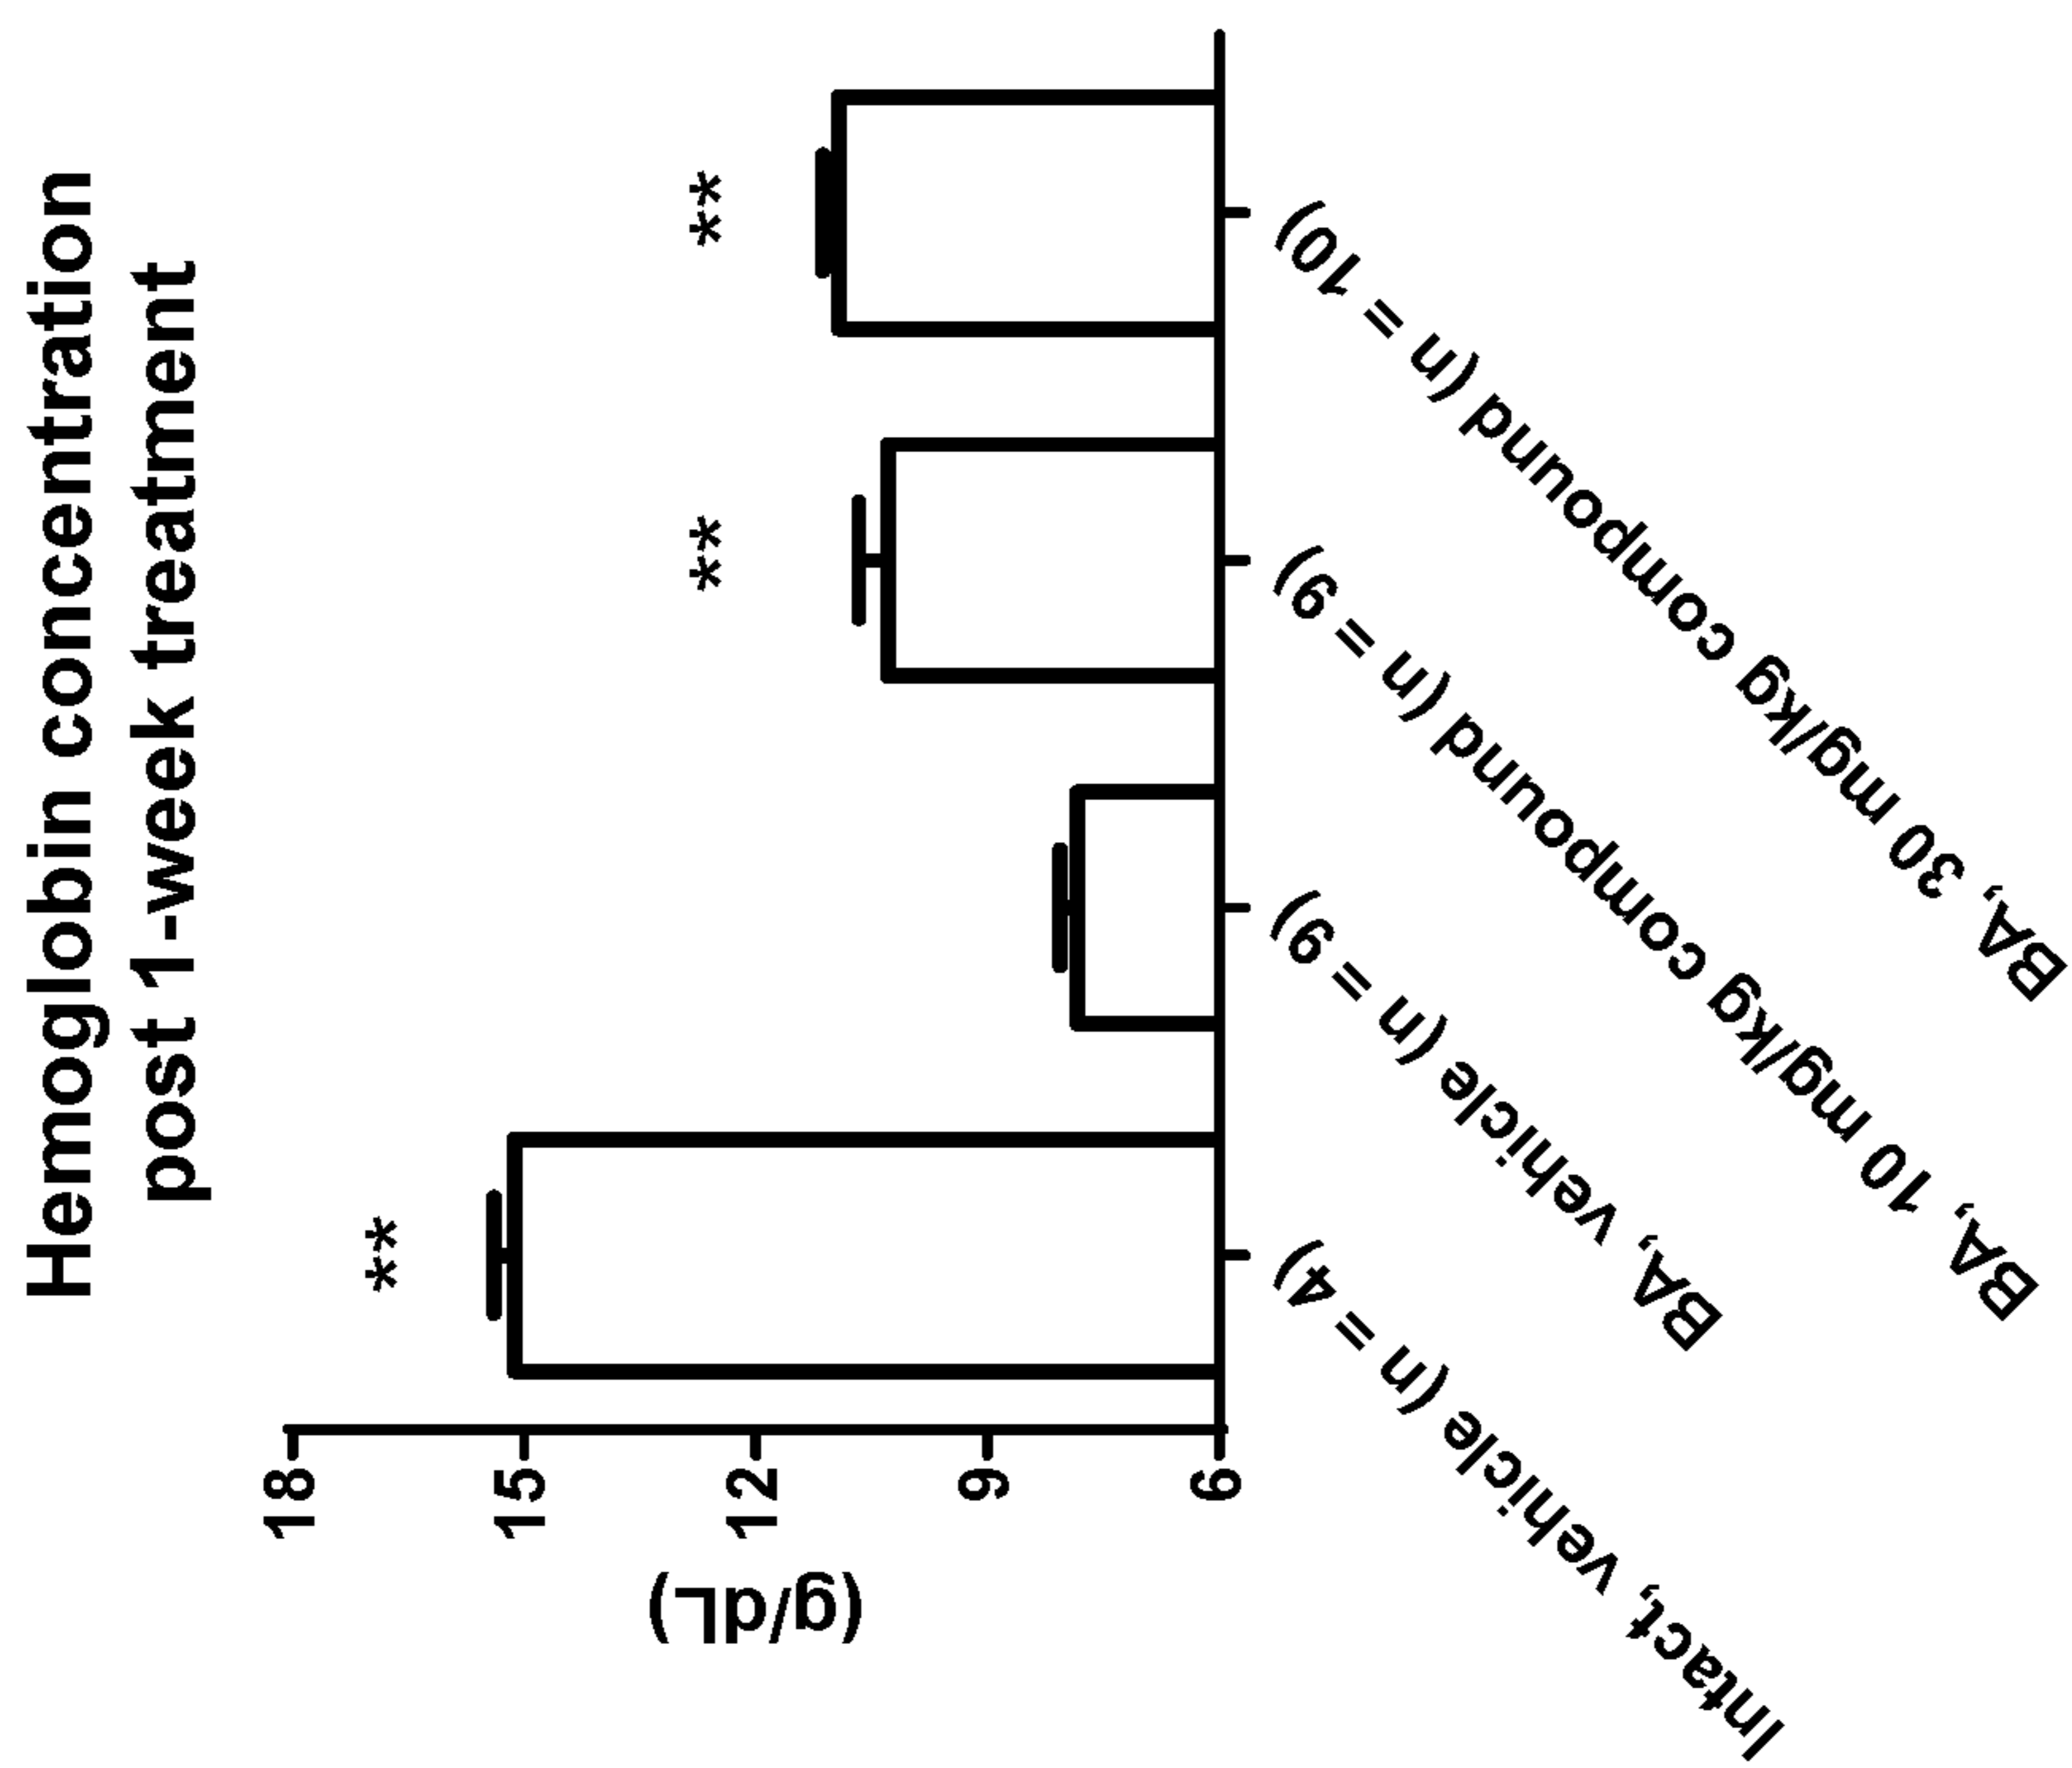 Hemoglobin concentration
post 1-week treatment
(g/dL)
18
15
12
9
6
**
**
**
Intact, vehicle (n = 4)
BA, vehicle (n = 9)
BA, 10 mg/kg compound (n = 9)
BA, 30 mg/kg compound (n = 10)